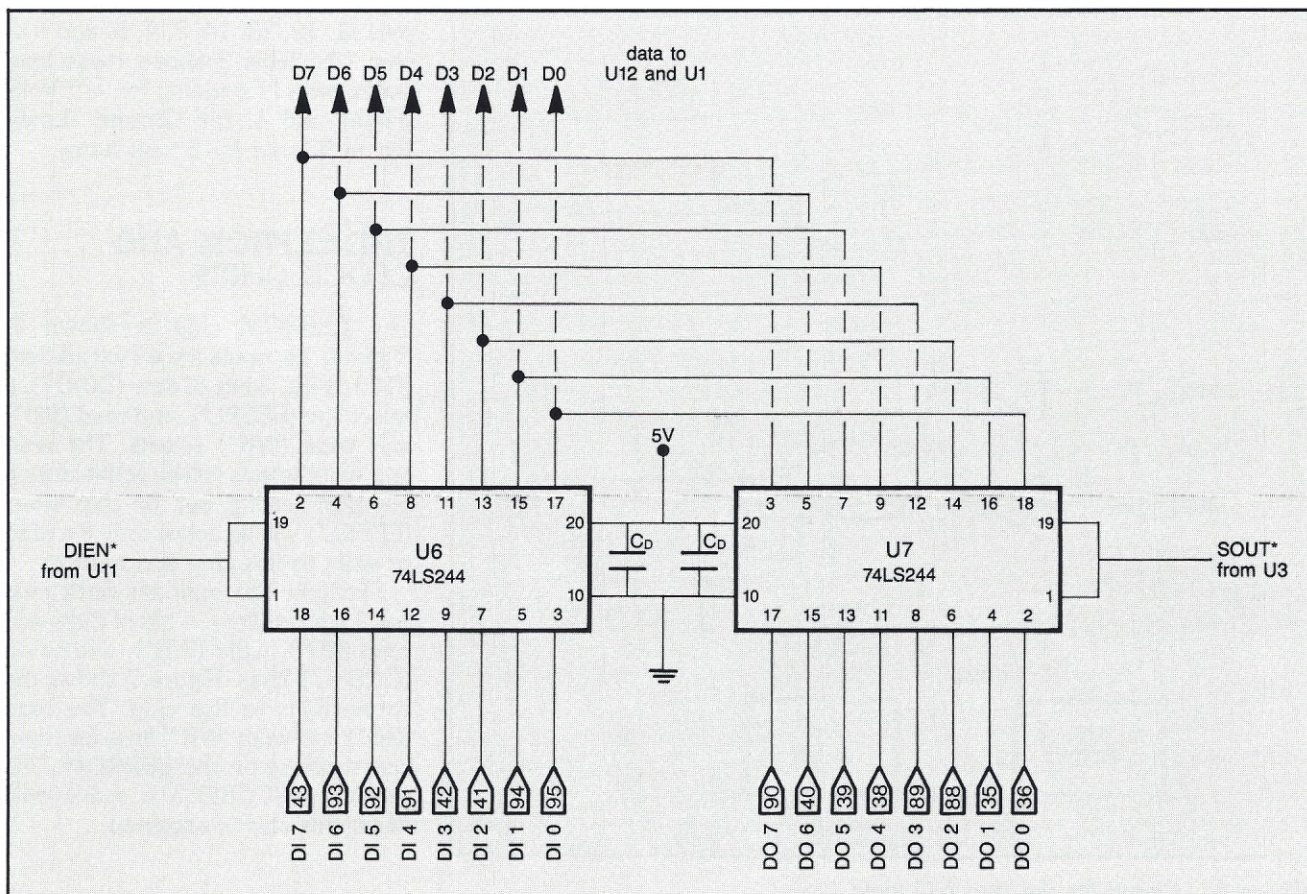 data to
U12 and U1
D7 D6 D5 D4 D3 D2 D1 D0
5V
2 4 6 8 11 13 15 17
3 5 7 9 12 14 16 18
19 20 20 19
DIEN*
from U11
U6
74LS244
CD CD
U7
74LS244
SOUT*
from U3
1 10 10 1
18 16 14 12 9 7 5 3
17 15 13 11 8 6 4 2
43 93 92 91 42 41 94 95
90 40 39 38 89 88 35 36
DI 7 DI 6 DI 5 DI 4 DI 3 DI 2 DI 1 DI 0
DO 7 DO 6 DO 5 DO 4 DO 3 DO 2 DO 1 DO 0